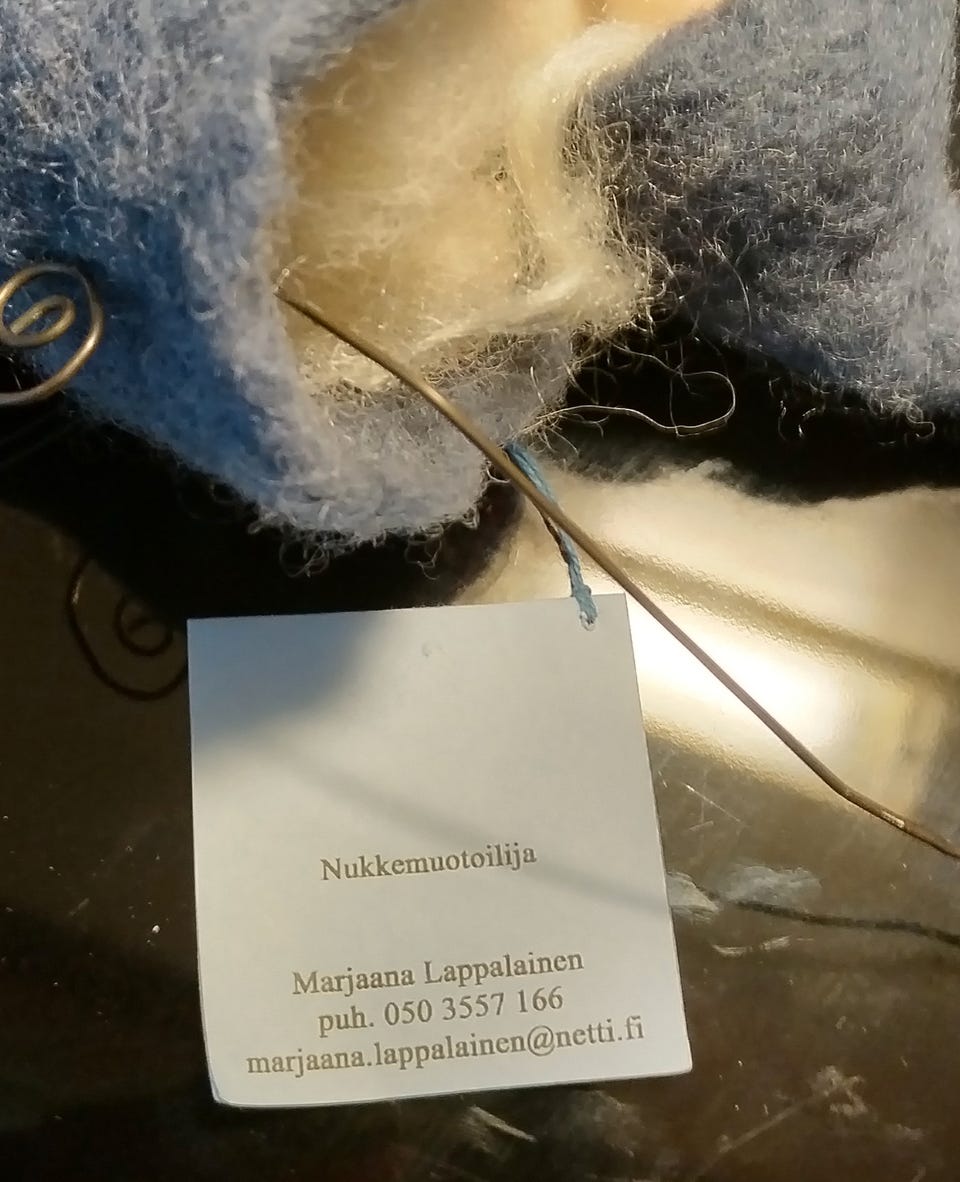 Nukkemuotoilija
Marjaana Lappalainen
puh. 050 3557 166
marjaana.lappalainen@netti.fi